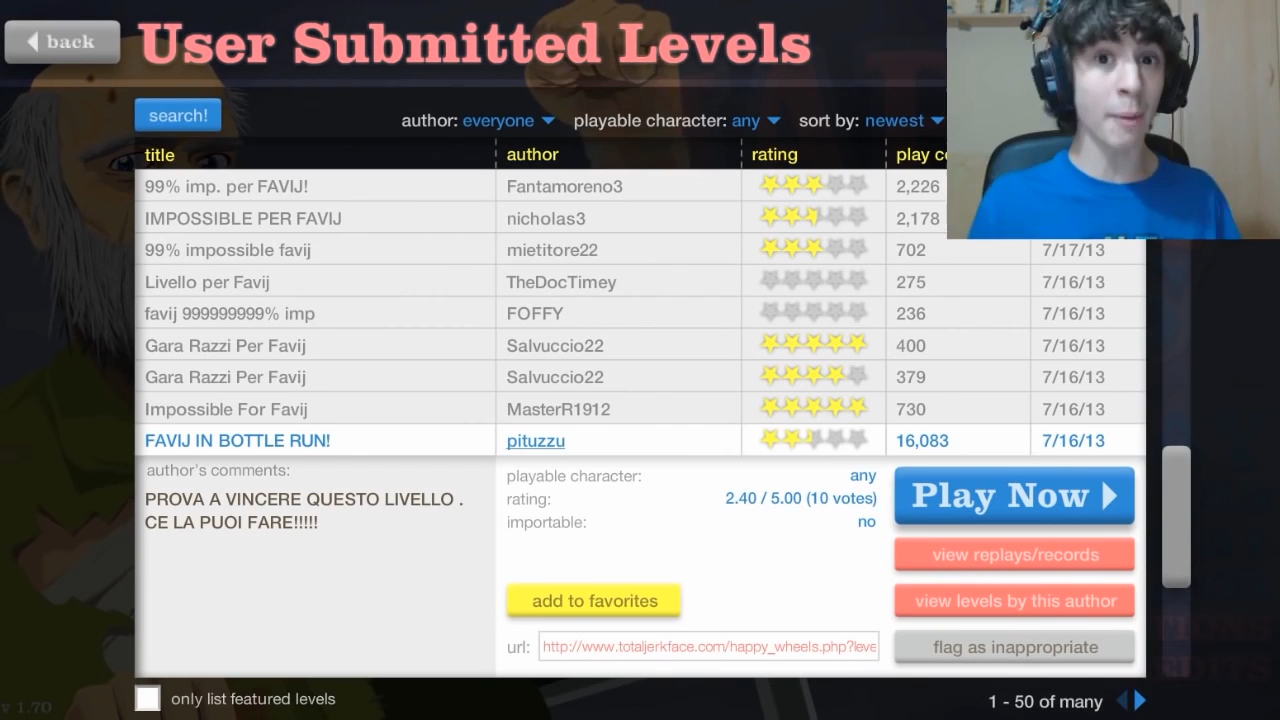 back
User Submitted Levels
search!
author: everyone playable character: any sort by: newest
title author rating play co
99% imp. per FAVIJ! Fantamoreno3 2,226
IMPOSSIBLE PER FAVIJ nicholas3 2,178
99% impossible favij mietitore22 702 7/17/13
Livello per Favij TheDocTimey 275 7/16/13
favij 999999999% imp FOFFY 236 7/16/13
Gara Razzi Per Favij Salvuccio22 400 7/16/13
Gara Razzi Per Favij Salvuccio22 379 7/16/13
Impossible For Favij MasterR1912 730 7/16/13
FAVIJ IN BOTTLE RUN! pituzzu 16,083 7/16/13
author's comments:
PROVA A VINCERE QUESTO LIVELLO .
CE LA PUOI FARE!!!!!
playable character: any
rating: 2.40 / 5.00 (10 votes)
importable: no
add to favorites
url: http://www.totaljerkface.com/happy_wheels.php?leve
Play Now
view replays/records
view levels by this author
flag as inappropriate
only list featured levels
1 - 50 of many
v 1.70